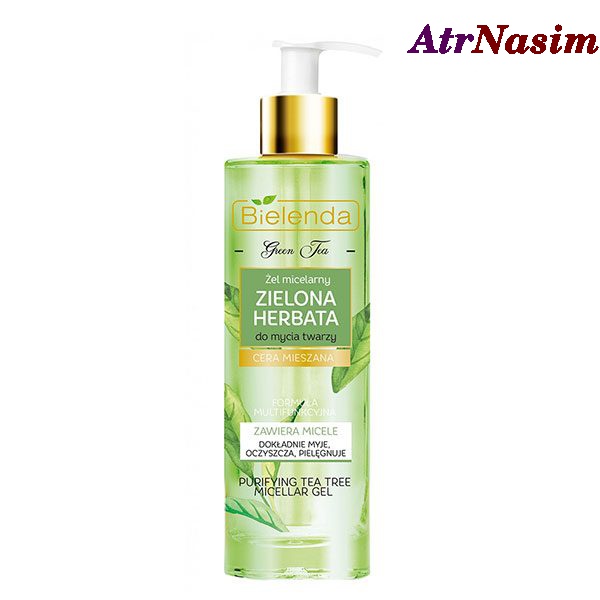 AtrNasim
Bielenda
Green Tea
Żel micelarny
ZIELONA
HERBATA
do mycia twarzy
CERA MIESZANA
FORMUŁA
MULTIFUNKCYJNA
ZAWIERA MICELE
DOKŁADNIE MYJE,
OCZYSZCZA, PIELĘGNUJE
PURIFYING TEA TREE
MICELLAR GEL